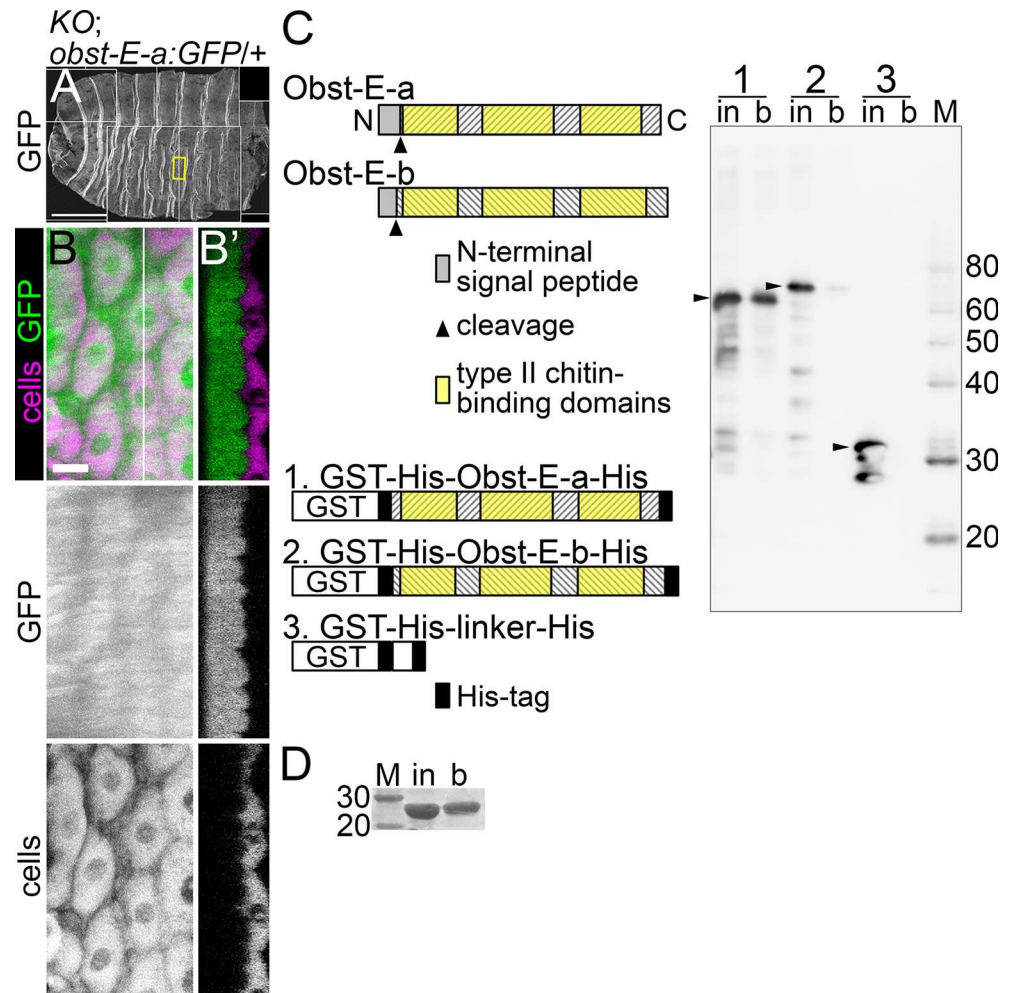 KO;
obst-E-a:GFP/+
A
GFP
B
B'
cells GFP
GFP
cells
C
Obst-E-a
N
C
Obst-E-b
N-terminal
signal peptide
cleavage
type II chitin-
binding domains
1. GST-His-Obst-E-a-His
GST
2. GST-His-Obst-E-b-His
GST
3. GST-His-linker-His
GST
His-tag
1 2 3
in b in b in b M
80
60
50
40
30
20
D
M in b
30
20